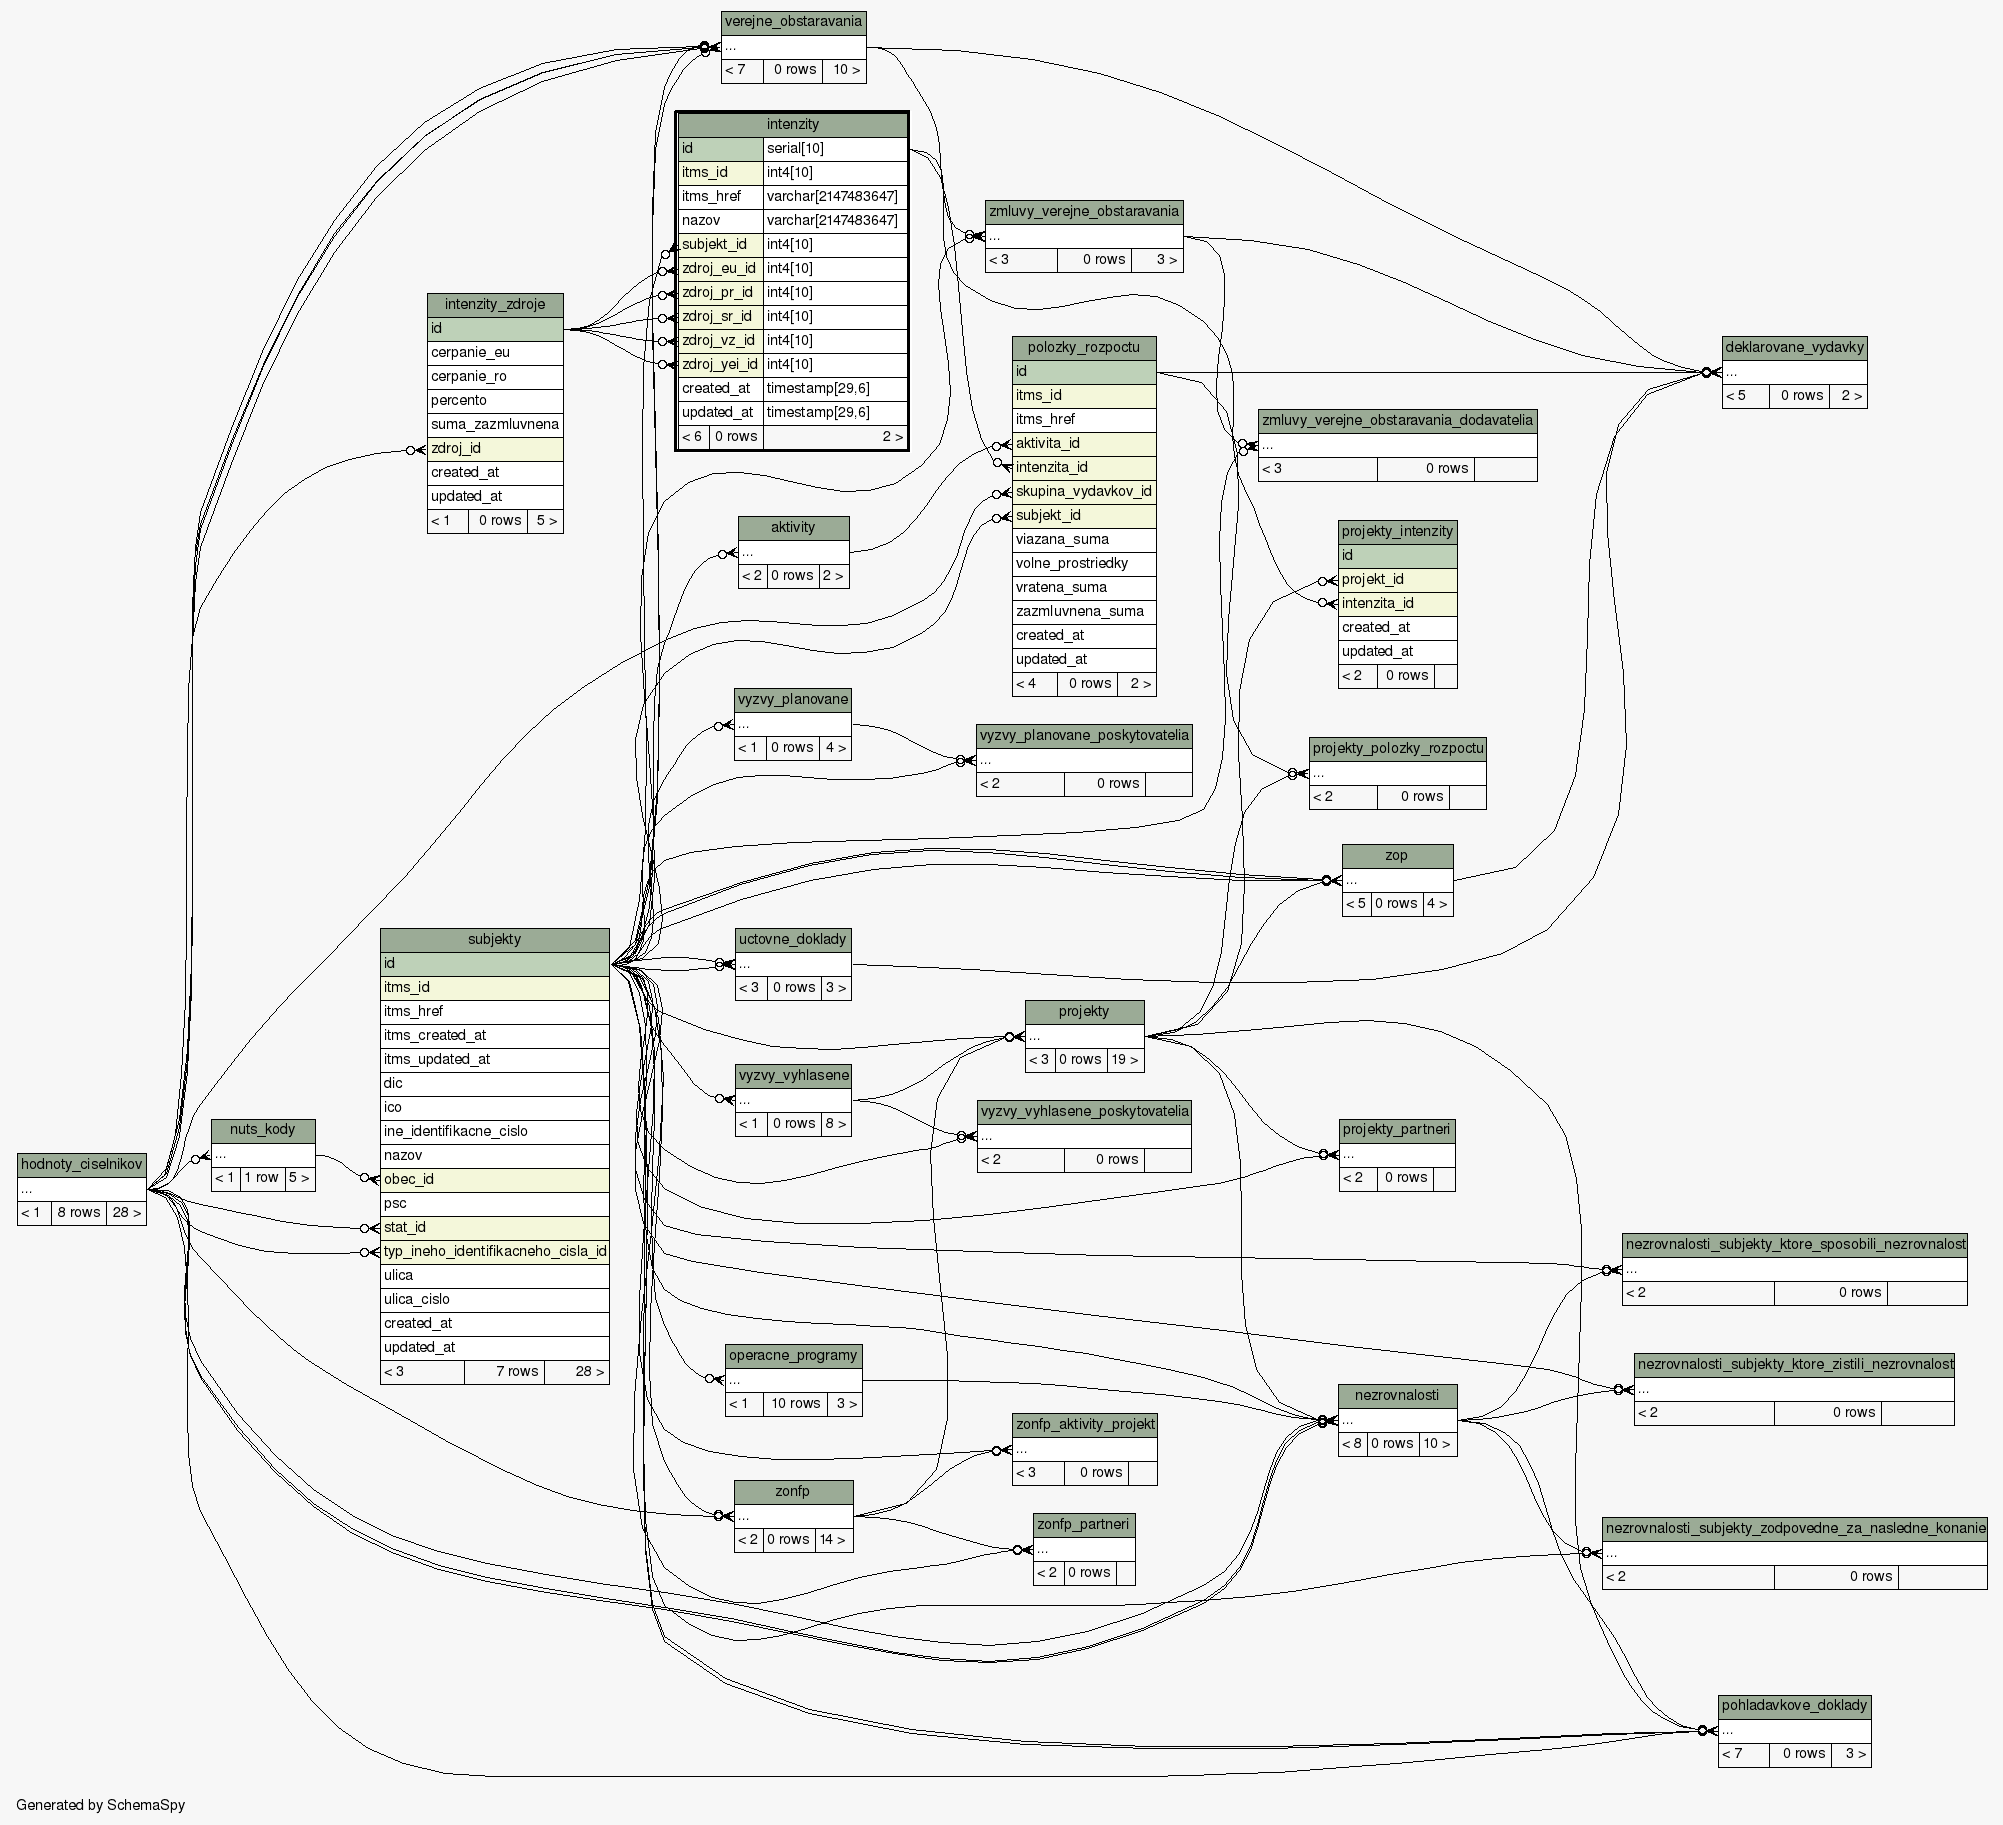 verejne_obstaravania
...
< 7 0 rows 10 >
intenzity
id serial[10]
itms_id int4[10]
itms_href varchar[2147483647]
nazov varchar[2147483647]
subjekt_id int4[10]
zdroj_eu_id int4[10]
zdroj_pr_id int4[10]
zdroj_sr_id int4[10]
zdroj_vz_id int4[10]
zdroj_yei_id int4[10]
created_at timestamp[29,6]
updated_at timestamp[29,6]
< 6 0 rows 2 >
zmluvy_verejne_obstaravania
...
< 3 0 rows 3 >
intenzity_zdroje
id
cerpanie_eu
cerpanie_ro
percento
suma_zazmluvnena
zdroj_id
created_at
updated_at
< 1 0 rows 5 >
polozky_rozpoctu
id
itms_id
itms_href
aktivita_id
intenzita_id
skupina_vydavkov_id
subjekt_id
viazana_suma
volne_prostriedky
vratena_suma
zazmluvnena_suma
created_at
updated_at
< 4 0 rows 2 >
deklarovane_vydavky
...
< 5 0 rows 2 >
zmluvy_verejne_obstaravania_dodavatelia
...
< 3 0 rows
aktivity
...
< 2 0 rows 2 >
projekty_intenzity
id
projekt_id
intenzita_id
created_at
updated_at
< 2 0 rows
vyzvy_planovane
...
< 1 0 rows 4 >
vyzvy_planovane_poskytovatelia
...
< 2 0 rows
projekty_polozky_rozpoctu
...
< 2 0 rows
zop
...
< 5 0 rows 4 >
subjekty
id
itms_id
itms_href
itms_created_at
itms_updated_at
dic
ico
ine_identifikacne_cislo
nazov
obec_id
psc
stat_id
typ_ineho_identifikacneho_cisla_id
ulica
ulica_cislo
created_at
updated_at
< 3 7 rows 28 >
uctovne_doklady
...
< 3 0 rows 3 >
projekty
...
< 3 0 rows 19 >
vyzvy_vyhlasene
...
< 1 0 rows 8 >
vyzvy_vyhlasene_poskytovatelia
...
< 2 0 rows
projekty_partneri
...
< 2 0 rows
nuts_kody
...
< 1 1 row 5 >
hodnoty_ciselnikov
...
< 1 8 rows 28 >
nezrovnalosti_subjekty_ktore_sposobili_nezrovnalost
...
< 2 0 rows
operacne_programy
...
< 1 10 rows 3 >
nezrovnalosti_subjekty_ktore_zistili_nezrovnalost
...
< 2 0 rows
nezrovnalosti
...
< 8 0 rows 10 >
zonfp_aktivity_projekt
...
< 3 0 rows
zonfp
...
< 2 0 rows 14 >
zonfp_partneri
...
< 2 0 rows
nezrovnalosti_subjekty_zodpovedne_za_nasledne_konanie
...
< 2 0 rows
pohladavkove_doklady
...
< 7 0 rows 3 >
Generated by SchemaSpy